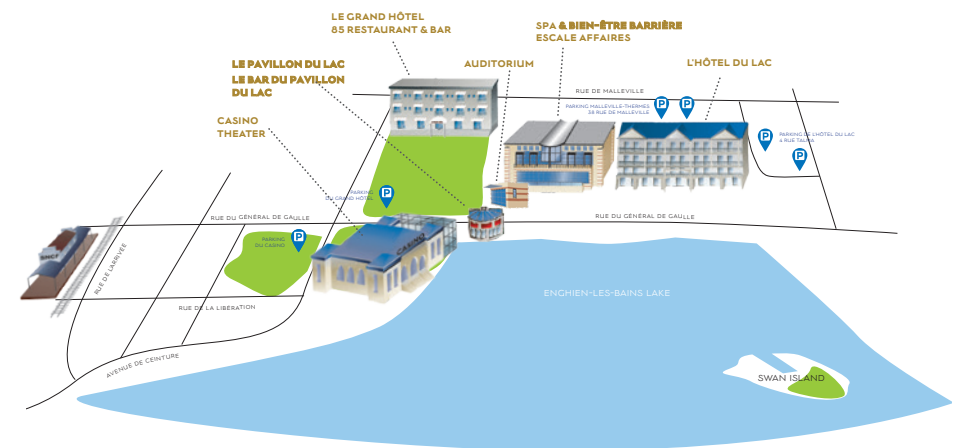 LE GRAND HÔTEL
85 RESTAURANT & BAR
SPA & BIEN-ÊTRE BARRIÈRE
ESCALE AFFAIRES
LE PAVILLON DU LAC
LE BAR DU PAVILLON
DU LAC
AUDITORIUM
L'HÔTEL DU LAC
CASINO
THEATER
RUE DE MALLEVILLE
PARKING MALLEVILLE-THERMES
38 RUE DE MALLEVILLE
P
P
P
PARKING DE L'HÔTEL DU LAC
6 RUE TALMA
P
PARKING
DU GRAND HÔTEL
P
RUE DU GÉNÉRAL DE GAULLE
RUE DU GÉNÉRAL DE GAULLE
PARKING
DU CASINO
P
CASINO
SNCF
RUE DE L'ARRIVÉE
RUE DE LA LIBÉRATION
ENGHIEN-LES-BAINS LAKE
AVENUE DE CEINTURE
SWAN ISLAND